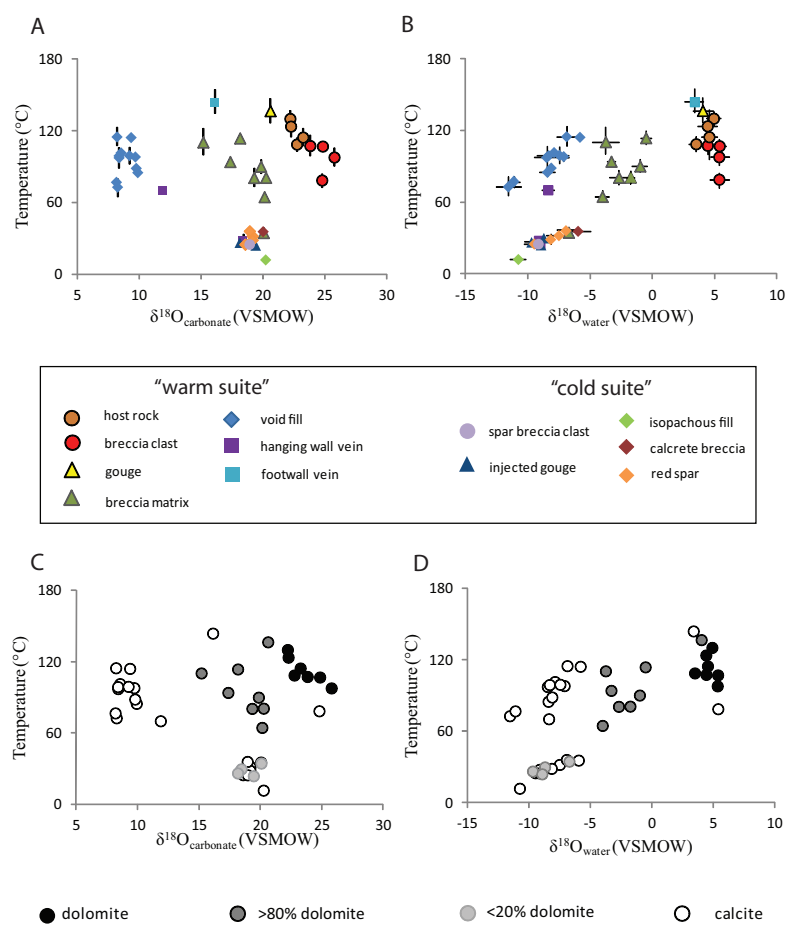 A
B
180
120
60
0
5
10
15
20
25
30
Temperature (°C)
δ18Ocarbonate (VSMOW)
180
120
60
0
-15
-10
-5
0
5
10
Temperature (°C)
δ18Owater (VSMOW)
“warm suite”
“cold suite”
host rock
breccia clast
gouge
breccia matrix
void fill
hanging wall vein
footwall vein
spar breccia clast
injected gouge
isopachous fill
calcrete breccia
red spar
C
D
180
120
60
0
5
10
15
20
25
30
Temperature (°C)
δ18Ocarbonate (VSMOW)
180
120
60
0
-15
-10
-5
0
5
10
Temperature (°C)
δ18Owater (VSMOW)
dolomite
>80% dolomite
<20% dolomite
calcite